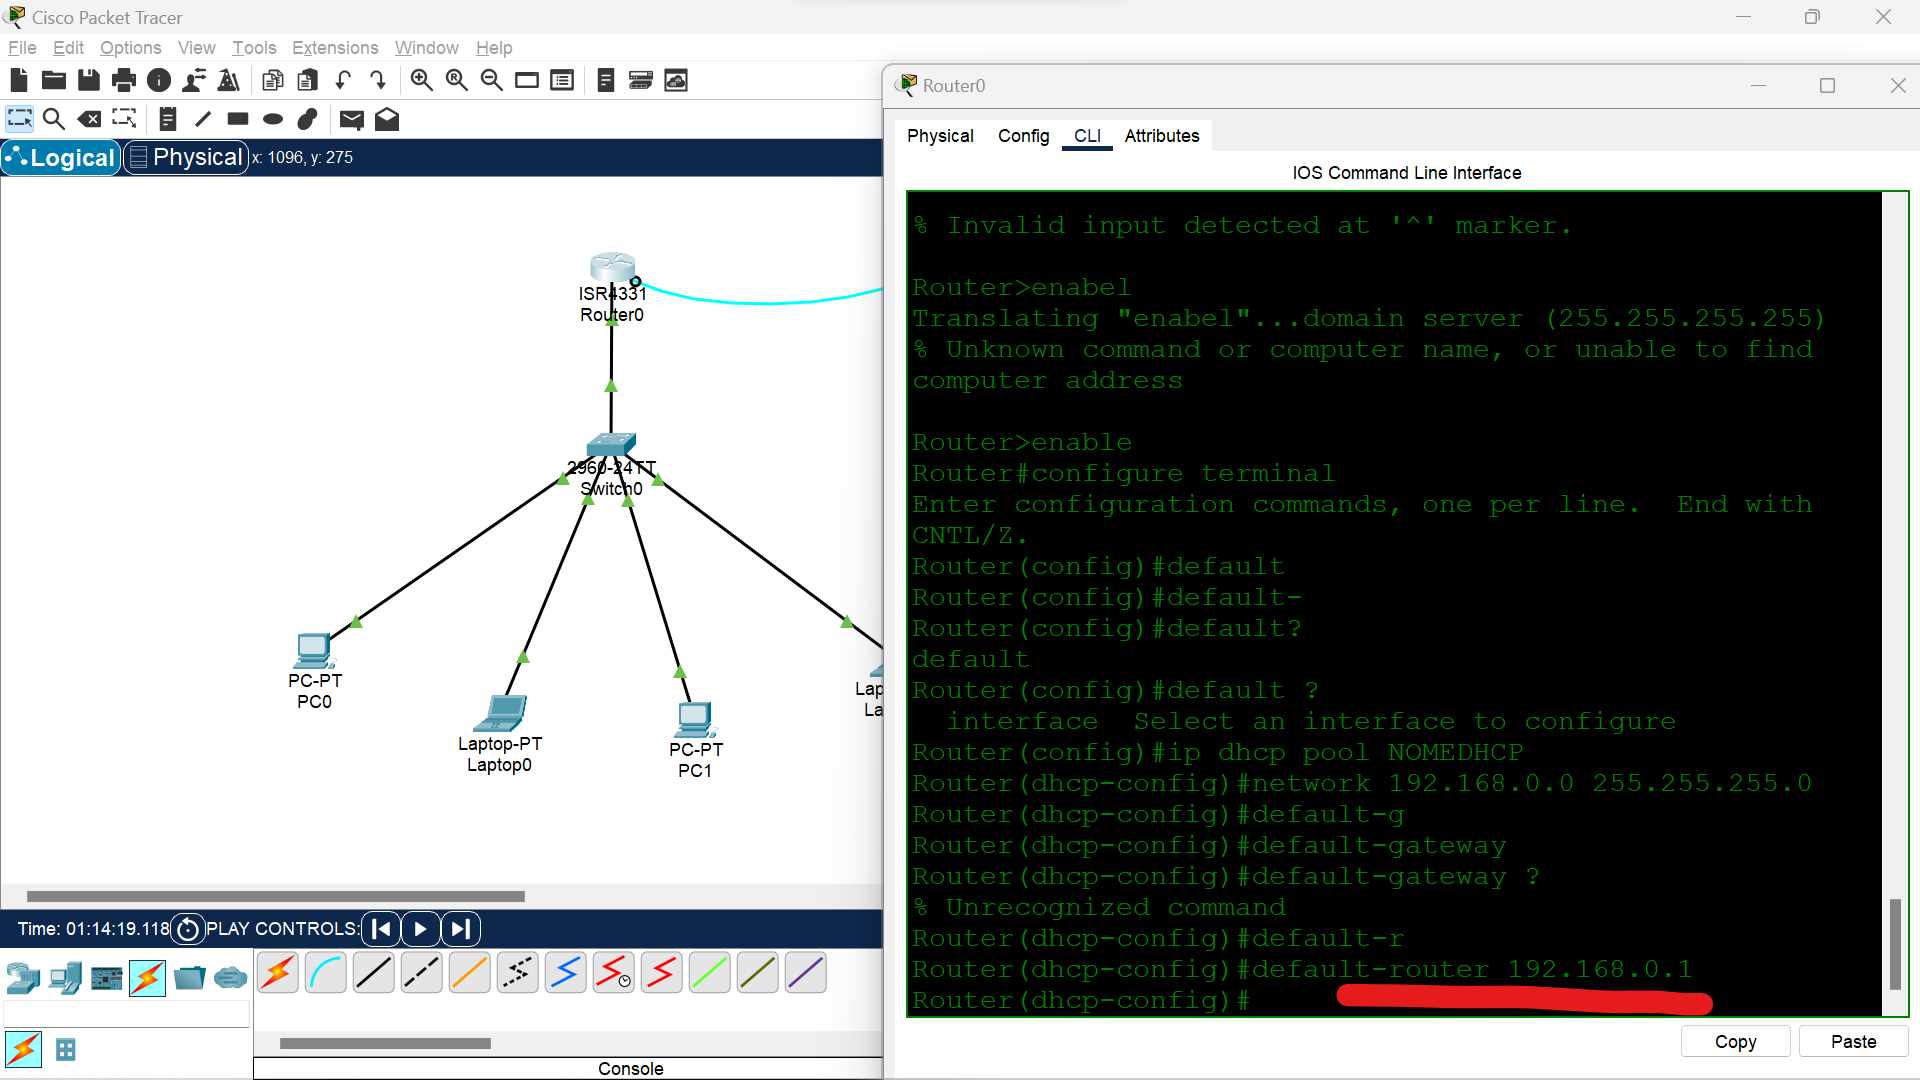 Cisco Packet Tracer
File Edit Options View Tools Extensions Window Help
Logical Physical x: 1096, y: 275
ISR4331
Router0
2960-24TT
Switch0
PC-PT
PC0
Laptop-PT
Laptop0
PC-PT
PC1
Lap
La
Time: 01:14:19.118 PLAY CONTROLS:
Console
Router0
Physical Config CLI Attributes
IOS Command Line Interface
% Invalid input detected at '^' marker.
Router>enabel
Translating "enabel"...domain server (255.255.255.255)
% Unknown command or computer name, or unable to find
computer address
Router>enable
Router#configure terminal
Enter configuration commands, one per line.  End with
CNTL/Z.
Router(config)#default
Router(config)#default-
Router(config)#default?
default
Router(config)#default ?
  interface  Select an interface to configure
Router(config)#ip dhcp pool NOMEDHCP
Router(dhcp-config)#network 192.168.0.0 255.255.255.0
Router(dhcp-config)#default-g
Router(dhcp-config)#default-gateway
Router(dhcp-config)#default-gateway ?
% Unrecognized command
Router(dhcp-config)#default-r
Router(dhcp-config)#default-router 192.168.0.1
Router(dhcp-config)#
Copy Paste